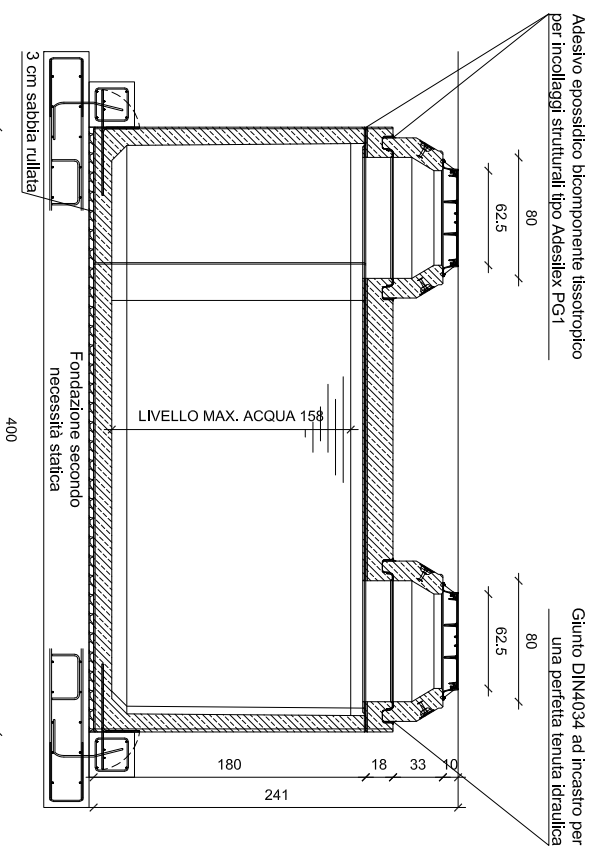 Adesivo epossidico bicomponente tissotropico
per incollaggi strutturali tipo Adesilex PG1
Giunto DIN4034 ad incastro per
una perfetta tenuta idraulica
80
62.5
80
62.5
LIVELLO MAX. ACQUA 158
180
18
33
10
241
3 cm sabbia rullata
Fondazione secondo
necessità statica
400